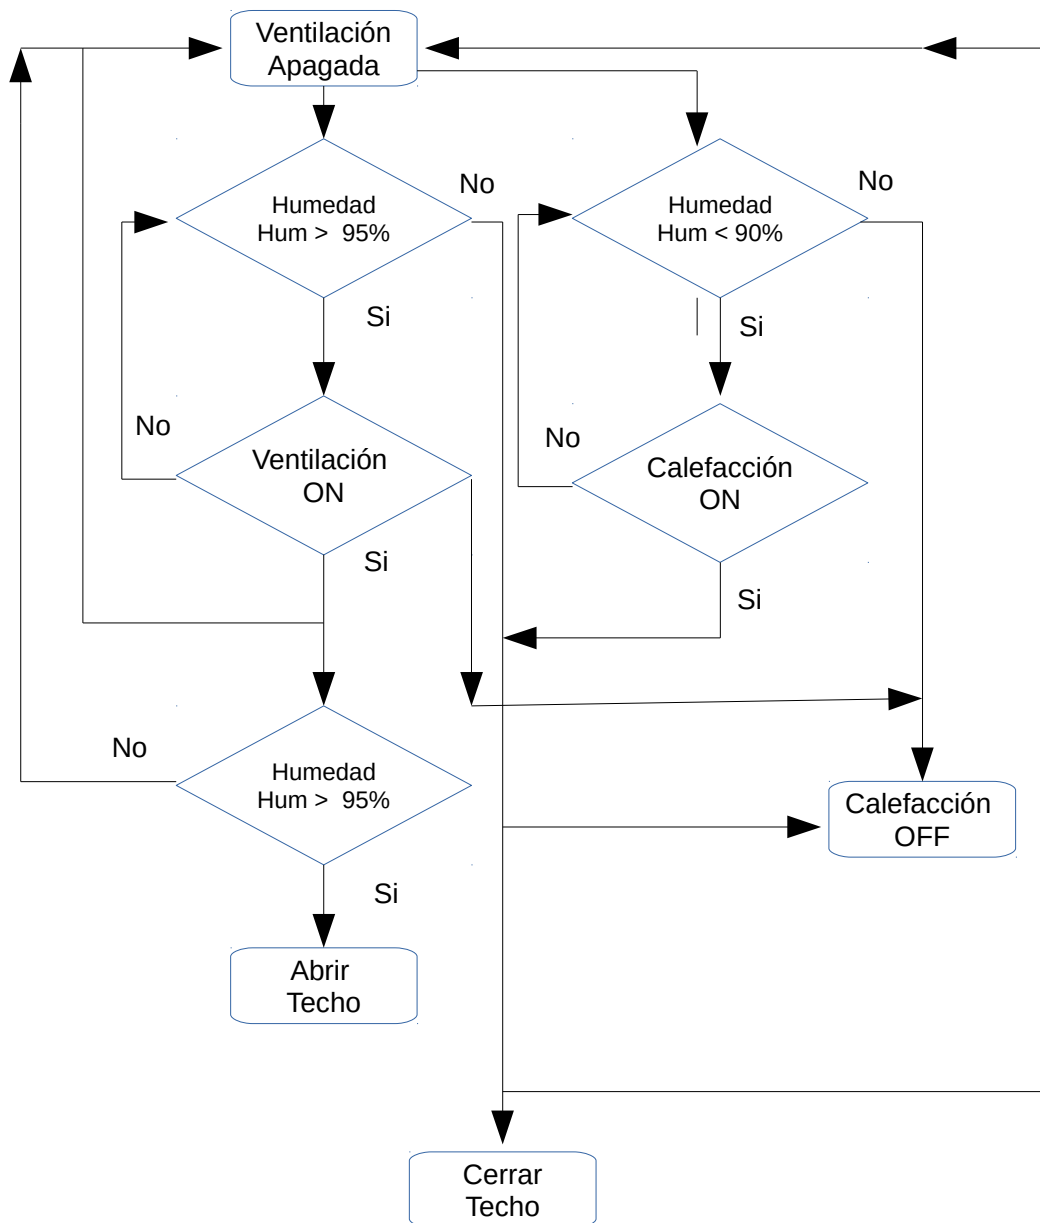 Ventilación
Apagada
No
No
Humedad
Hum > 95%
Humedad
Hum < 90%
Si
Si
No
No
Ventilación
ON
Calefacción
ON
Si
Si
No
Humedad
Hum > 95%
Calefacción
OFF
Si
Abrir
Techo
Cerrar
Techo